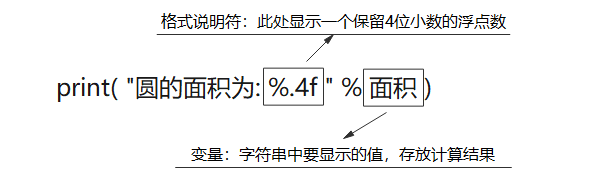 格式说明符：此处显示一个保留4位小数的浮点数
print( "圆的面积为: %.4f " % 面积 )
变量：字符串中要显示的值，存放计算结果